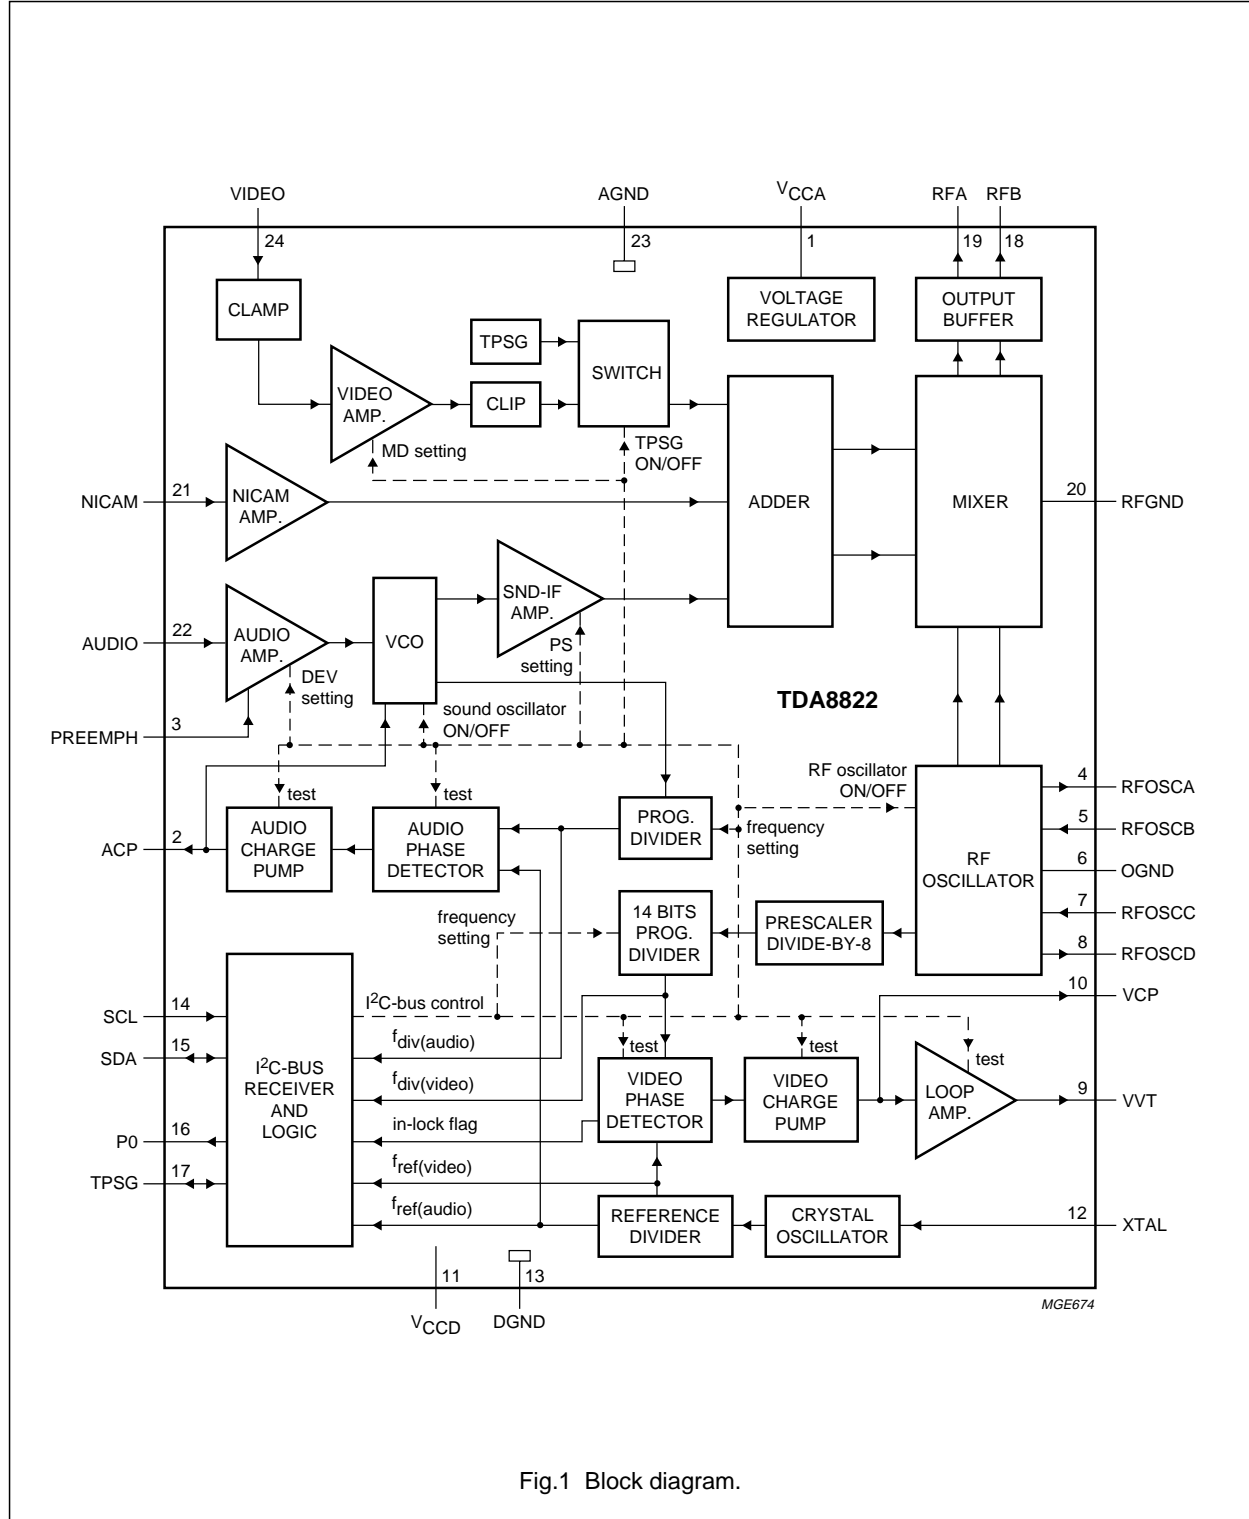 VIDEO
AGND
VCCA
RFA
RFB
24
23
1
19
18
CLAMP
VOLTAGE
REGULATOR
OUTPUT
BUFFER
TPSG
SWITCH
VIDEO
AMP.
CLIP
MD setting
TPSG
ON/OFF
NICAM
21
NICAM
AMP.
ADDER
MIXER
20
RFGND
SND-IF
AMP.
AUDIO
22
AUDIO
AMP.
VCO
PS
setting
DEV
setting
TDA8822
PREEMPH
3
sound oscillator
ON/OFF
RF oscillator
ON/OFF
4
RFOSCA
test
test
ACP
2
AUDIO
CHARGE
PUMP
AUDIO
PHASE
DETECTOR
PROG.
DIVIDER
frequency
setting
RF
OSCILLATOR
5
RFOSCB
6
OGND
7
RFOSCC
8
RFOSCD
frequency
setting
14 BITS
PROG.
DIVIDER
PRESCALER
DIVIDE-BY-8
10
VCP
SCL
14
I2C-bus control
SDA
15
I2C-BUS
RECEIVER
AND
LOGIC
fdiv(audio)
test
test
test
fdiv(video)
VIDEO
PHASE
DETECTOR
VIDEO
CHARGE
PUMP
LOOP
AMP.
9
VVT
P0
16
in-lock flag
TPSG
17
fref(video)
fref(audio)
REFERENCE
DIVIDER
CRYSTAL
OSCILLATOR
12
XTAL
11
13
VCCD
DGND
MGE674
Fig.1 Block diagram.